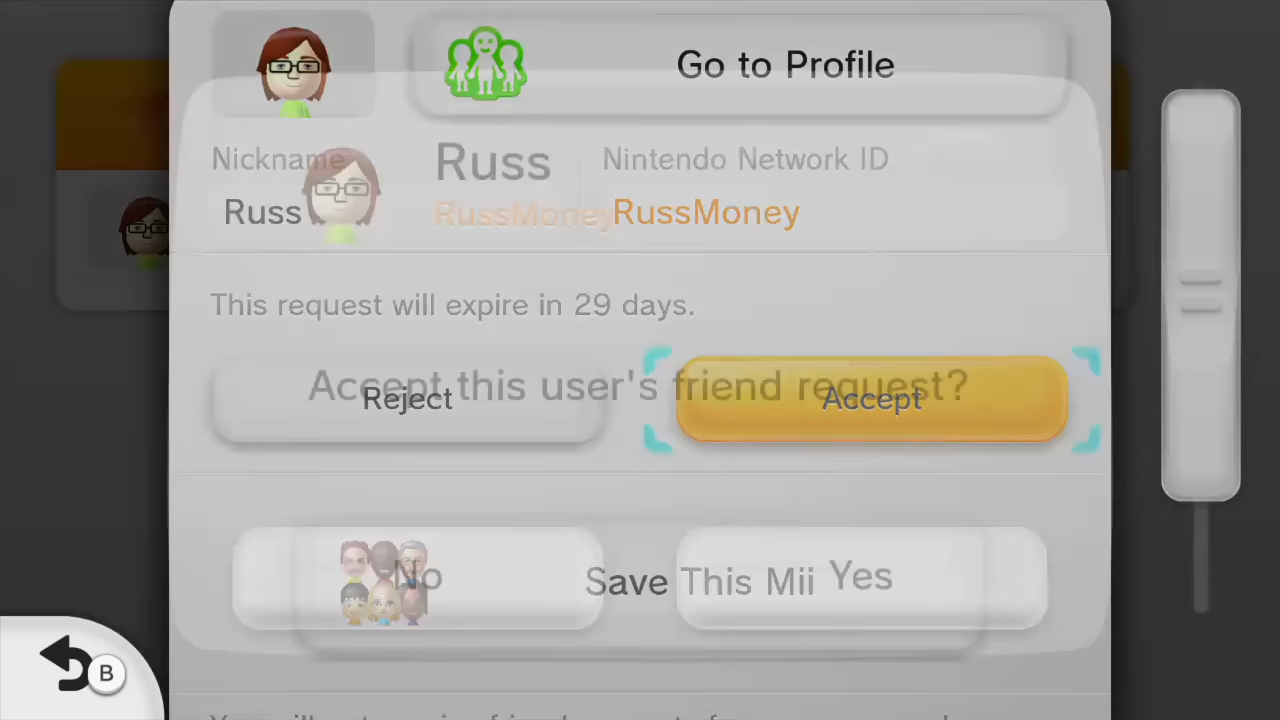 Go to Profile
Nickname
Russ
Nintendo Network ID
Russ
RussMoney
RussMoney
This request will expire in 29 days.
Accept this user's friend request?
Reject
Accept
No
Save This Mii
Yes
B